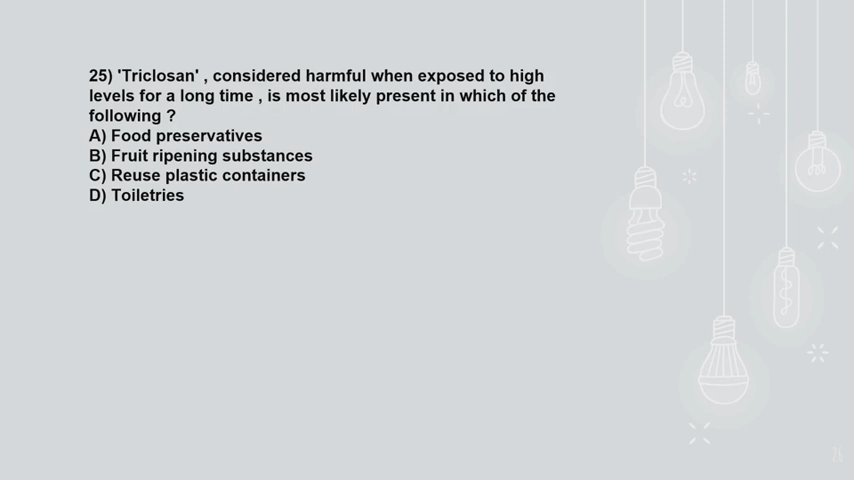 25) 'Triclosan' , considered harmful when exposed to high
levels for a long time , is most likely present in which of the
following ?
A) Food preservatives
B) Fruit ripening substances
C) Reuse plastic containers
D) Toiletries